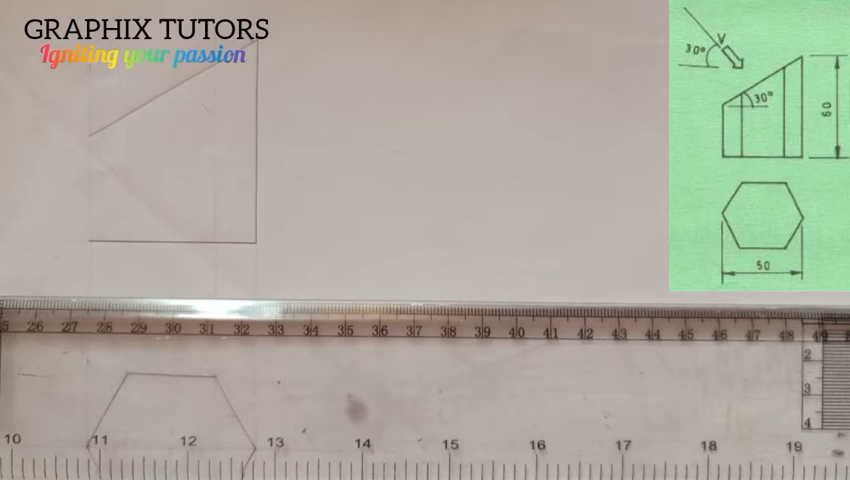 GRAPHIX TUTORS
Igniting your passion
V
30°
30°
60
50
26 27 28 29 30 31 32 33 34 35 36 37 38 39 40 41 42 43 44 45 46 47 48 49
2
3
4
10 11 12 13 14 15 16 17 18 19